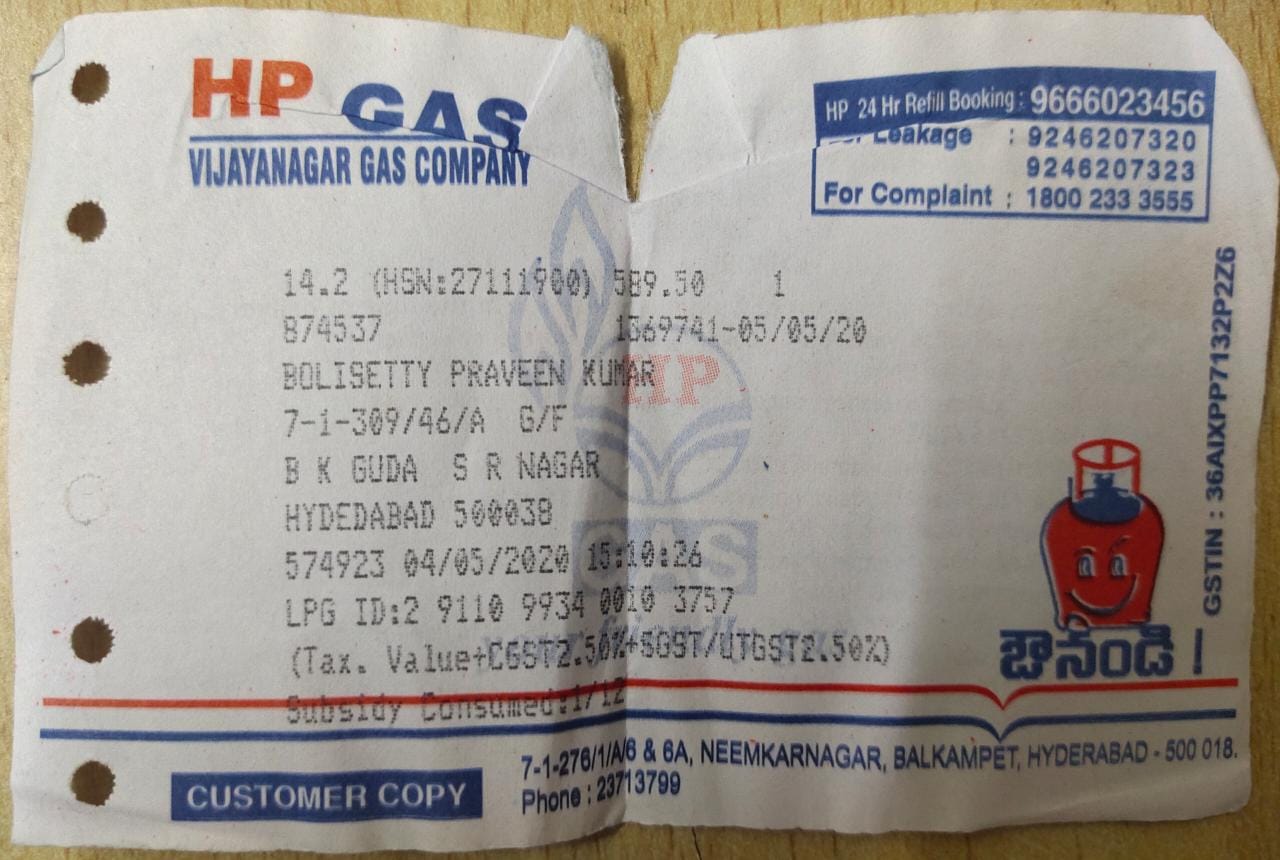 HP GAS
VIJAYANAGAR GAS COMPANY
HP 24 Hr Refill Booking : 9666023456
For Leakage : 9246207320
9246207323
For Complaint : 1800 233 3555
14.2 (HSN:27111900) 589.50 1
874537 1369741-05/05/20
BOLISETTY PRAVEEN KUMAR
7-1-309/46/A G/F
B K GUDA S R NAGAR
HYDEDABAD 500038
574923 04/05/2020 15:10:26
LPG ID:2 9110 9934 0010 3757
(Tax. Value+CGST2.50%+SGST/UTGST2.50%)
Subsidy Consumed:1/12
HP
GAS
GSTIN : 36AIXPP7132P2Z6
ఔనండి !
CUSTOMER COPY
7-1-276/1/A/6 & 6A, NEEMKARNAGAR, BALKAMPET, HYDERABAD - 500 018.
Phone : 23713799